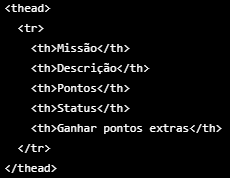 <thead>
  <tr>
    <th>Missão</th>
    <th>Descrição</th>
    <th>Pontos</th>
    <th>Status</th>
    <th>Ganhar pontos extras</th>
  </tr>
</thead>